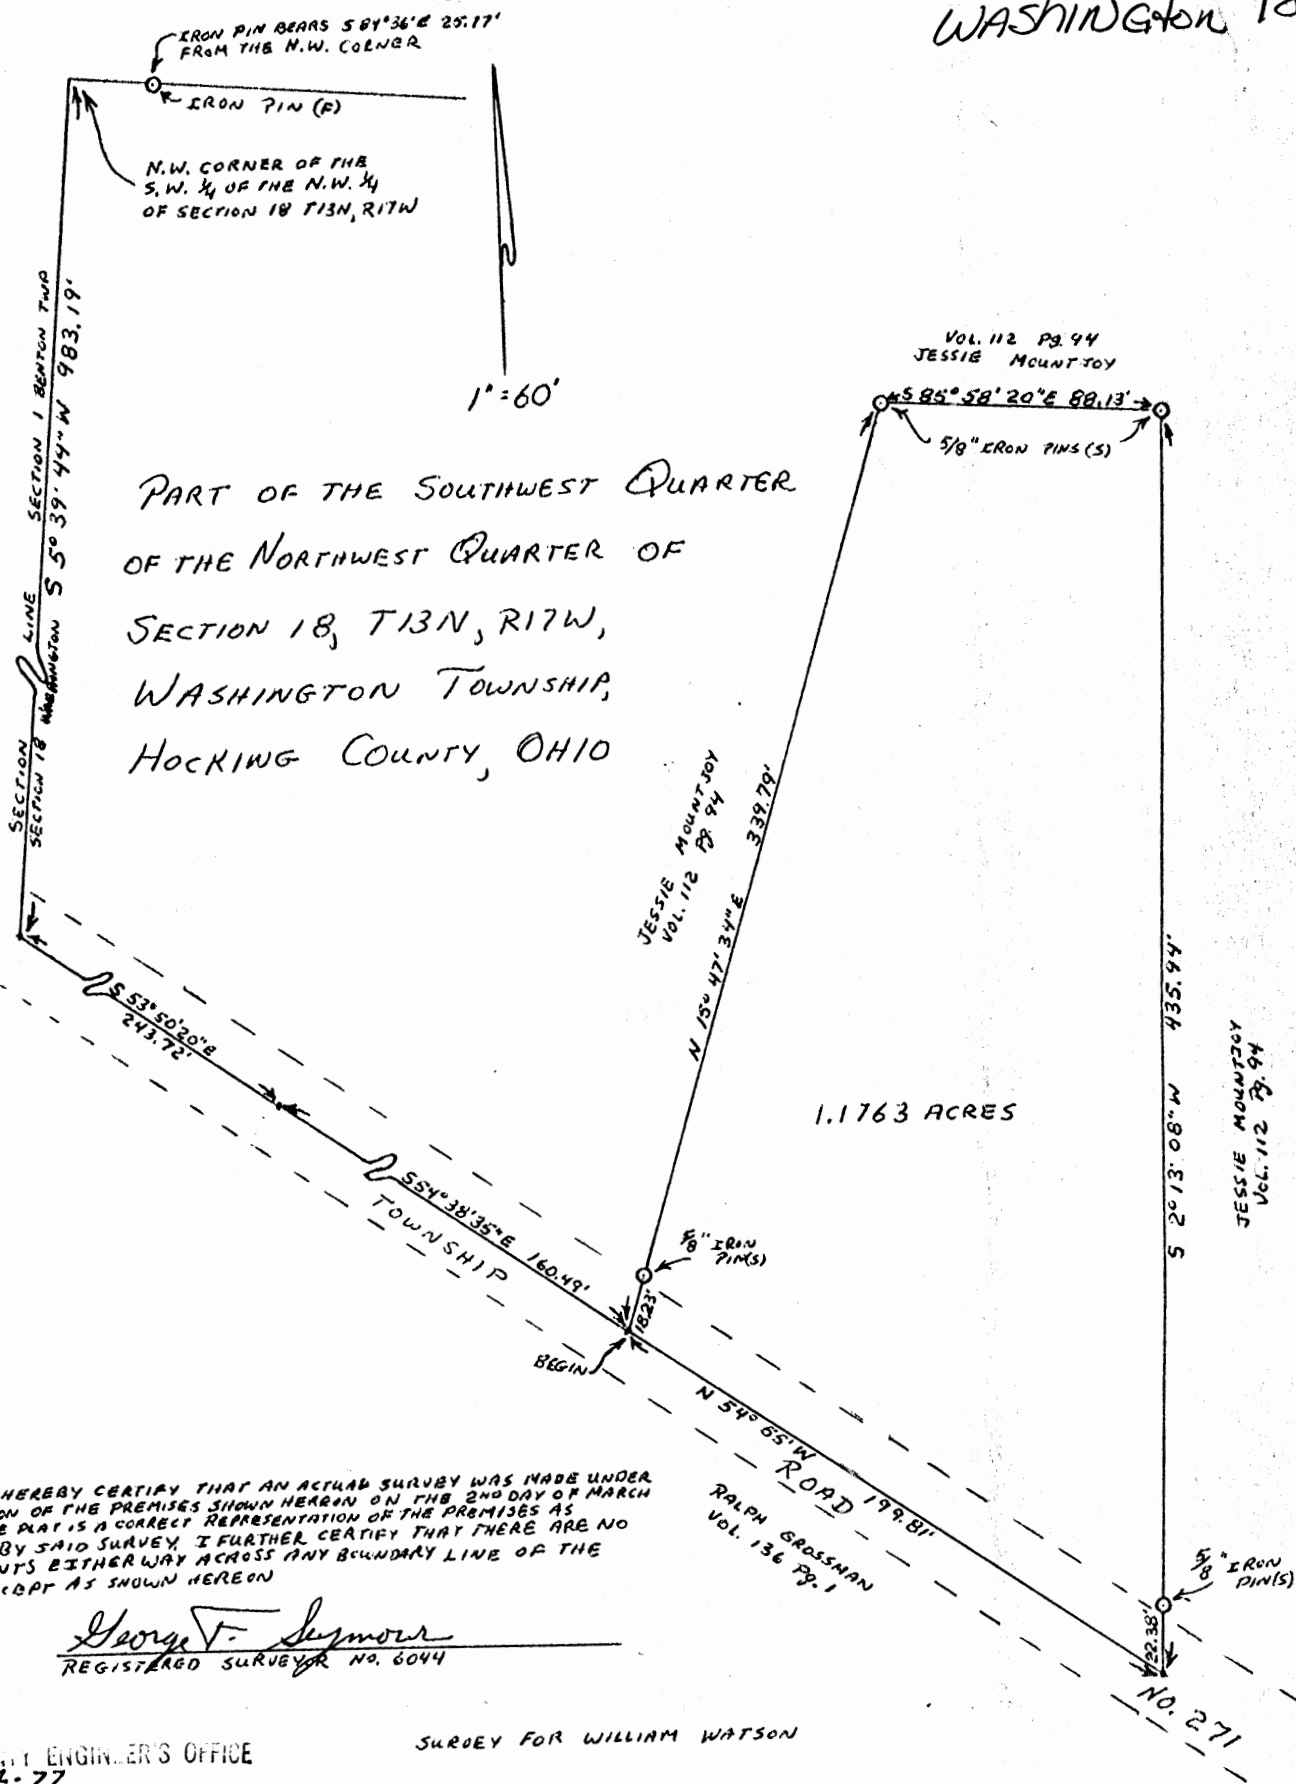 WASHINGTON 18
IRON PIN BEARS S 84°36'E 25.17'
FROM THE N.W. CORNER
IRON PIN (F)
N.W. CORNER OF THE
S.W. ¼ OF THE N.W. ¼
OF SECTION 18 T13N, R17W
1"=60'
SECTION LINE SECTION 1 BENTON TWP
SECTION 18 WASHINGTON S 5° 39' 44" W 983.19'
VOL. 112 Pg. 94
JESSIE MOUNTJOY
S 85° 58' 20"E 88.13'
5/8" IRON PINS (S)
PART OF THE SOUTHWEST QUARTER
OF THE NORTHWEST QUARTER OF
SECTION 18, T13N, R17W,
WASHINGTON TOWNSHIP,
HOCKING COUNTY, OHIO
JESSIE MOUNTJOY
VOL. 112 Pg. 94
N 15° 47' 34" E 339.79'
S 2° 13' 08" W 435.94'
JESSIE MOUNTJOY
VOL. 112 Pg. 94
1.1763 ACRES
S 53° 50' 20"E
243.72'
S 54° 38' 35"E 160.49'
TOWNSHIP
5/8" IRON
PIN(S)
18.23'
BEGIN
N 54° 55' W 199.81'
ROAD
RALPH GROSSMAN
VOL. 136 Pg. 1
5/8" IRON
PIN(S)
22.38'
NO. 271
HEREBY CERTIFY THAT AN ACTUAL SURVEY WAS MADE UNDER
ON OF THE PREMISES SHOWN HEREON ON THE 2ND DAY OF MARCH
E PLAT IS A CORRECT REPRESENTATION OF THE PREMISES AS
BY SAID SURVEY. I FURTHER CERTIFY THAT THERE ARE NO
NTS EITHER WAY ACROSS ANY BOUNDARY LINE OF THE
CEPT AS SHOWN HEREON
George F. Seymour
REGISTERED SURVEYOR NO. 6044
SURVEY FOR WILLIAM WATSON
ENGINEER'S OFFICE